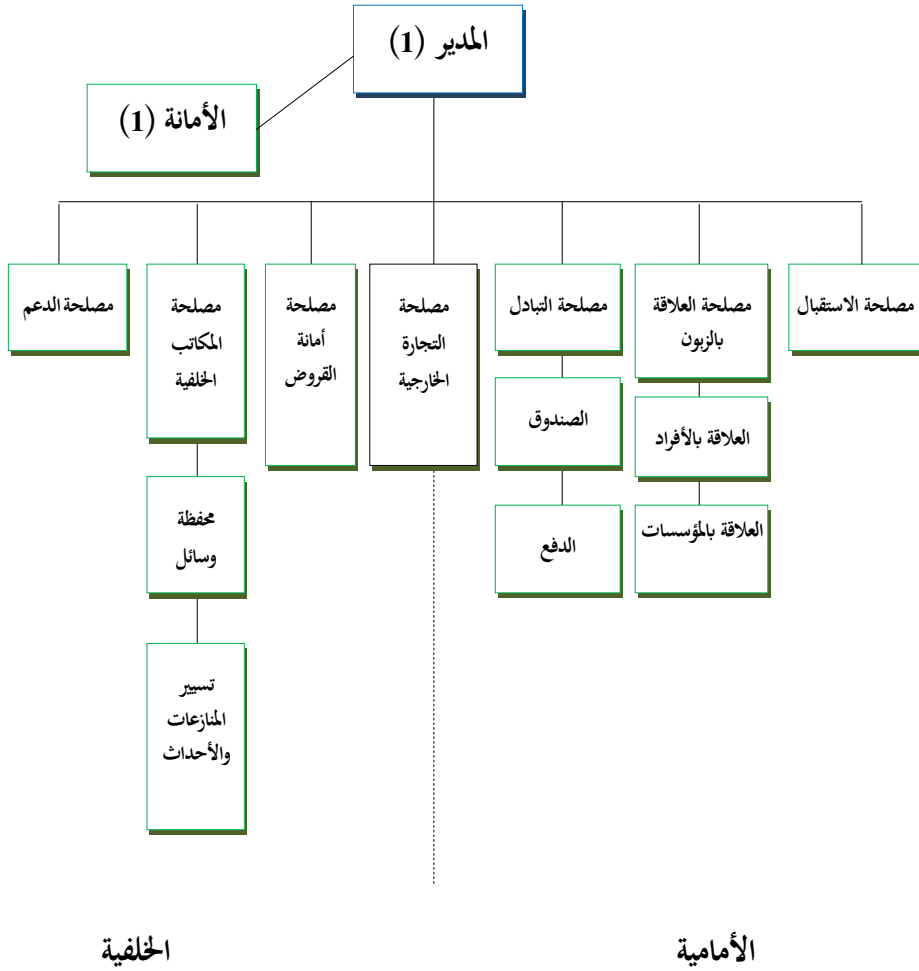 المدير (1)
الأمانة (1)
مصلحة الاستقبال
مصلحة العلاقة
بالزبون
العلاقة بالأفراد
العلاقة بالمؤسسات
مصلحة التبادل
الصندوق
الدفع
مصلحة
التجارة
الخارجية
مصلحة
أمانة
القروض
مصلحة
المكاتب
الخلفية
محفظة
وسائل
تسيير
المنازعات
والأحداث
مصلحة الدعم
الأمامية
الخلفية